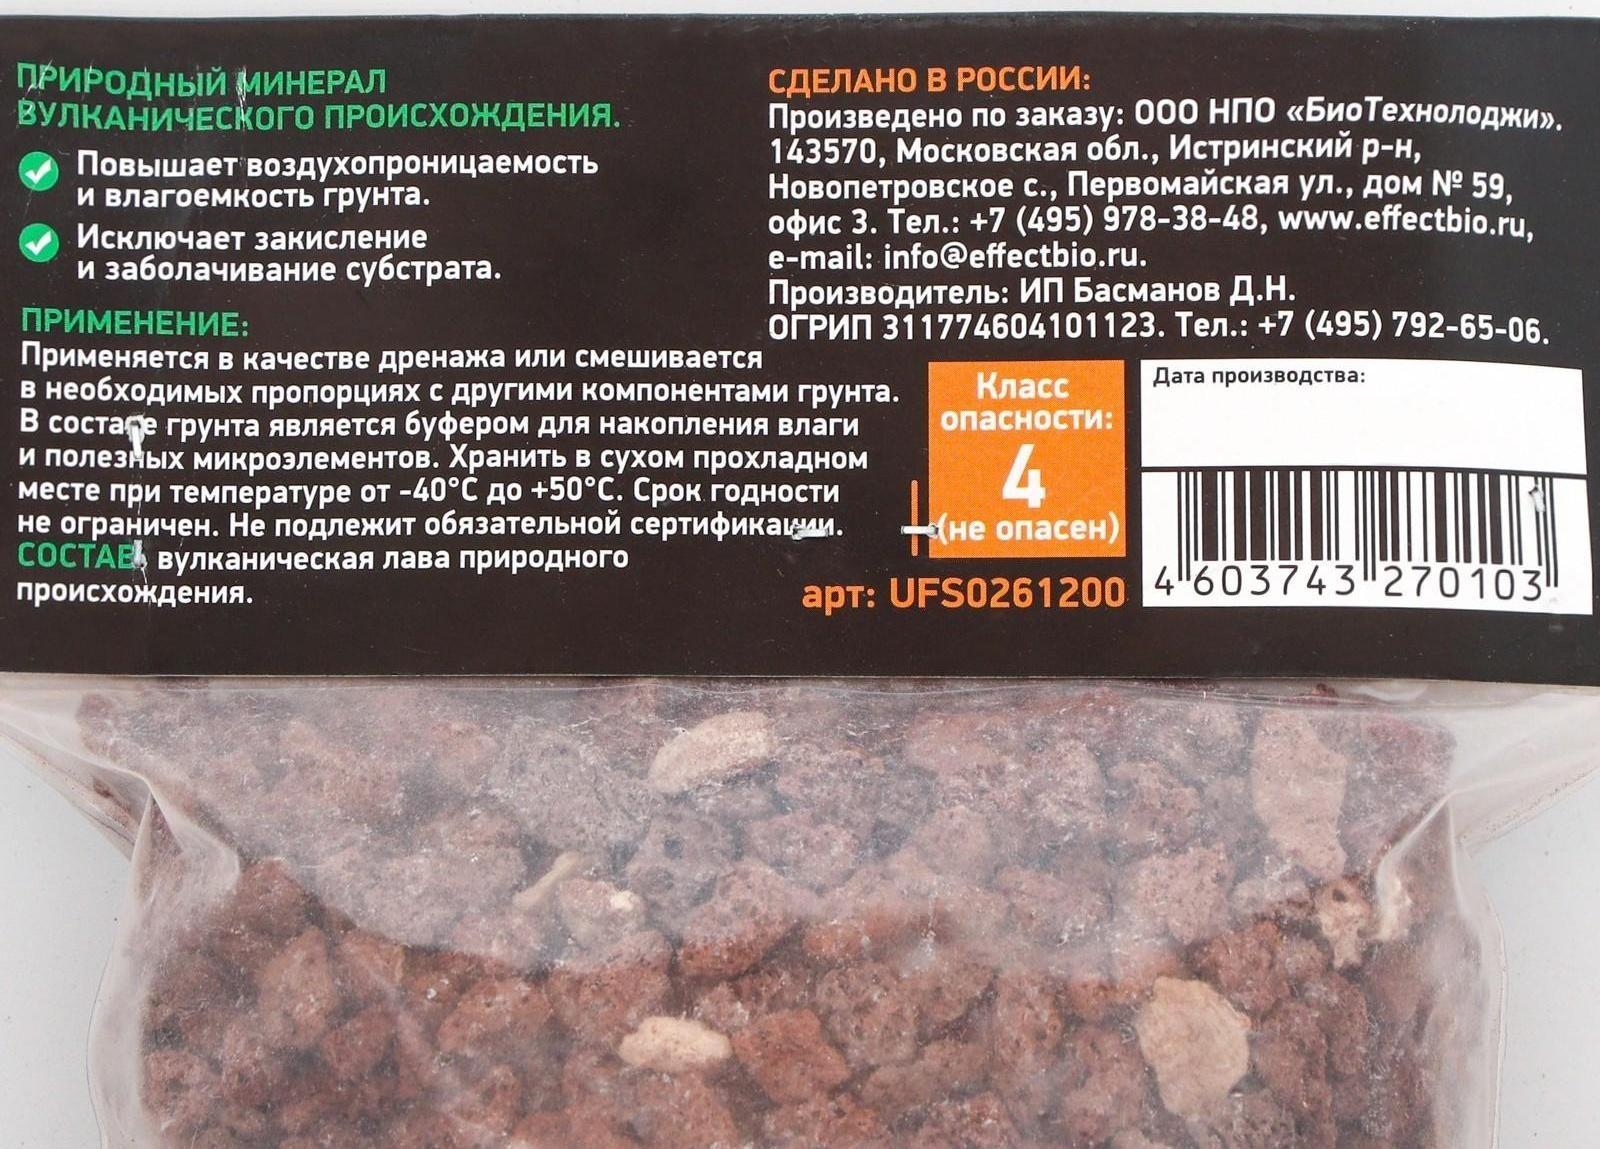 ПРИРОДНЫЙ МИНЕРАЛ
ВУЛКАНИЧЕСКОГО ПРОИСХОЖДЕНИЯ.
Повышает воздухопроницаемость
и влагоемкость грунта.
Исключает закисление
и заболачивание субстрата.
ПРИМЕНЕНИЕ:
Применяется в качестве дренажа или смешивается
в необходимых пропорциях с другими компонентами грунта.
В составе грунта является буфером для накопления влаги
и полезных микроэлементов. Хранить в сухом прохладном
месте при температуре от -40°С до +50°С. Срок годности
не ограничен. Не подлежит обязательной сертификации.
СОСТАВ: вулканическая лава природного
происхождения.
СДЕЛАНО В РОССИИ:
Произведено по заказу: ООО НПО «БиоТехнолоджи».
143570, Московская обл., Истринский р-н,
Новопетровское с., Первомайская ул., дом № 59,
офис 3. Тел.: +7 (495) 978-38-48, www.effectbio.ru,
e-mail: info@effectbio.ru.
Производитель: ИП Басманов Д.Н.
ОГРИП 311774604101123. Тел.: +7 (495) 792-65-06.
Класс
опасности:
4
(не опасен)
арт: UFS0261200
Дата производства:
4 603743 270103